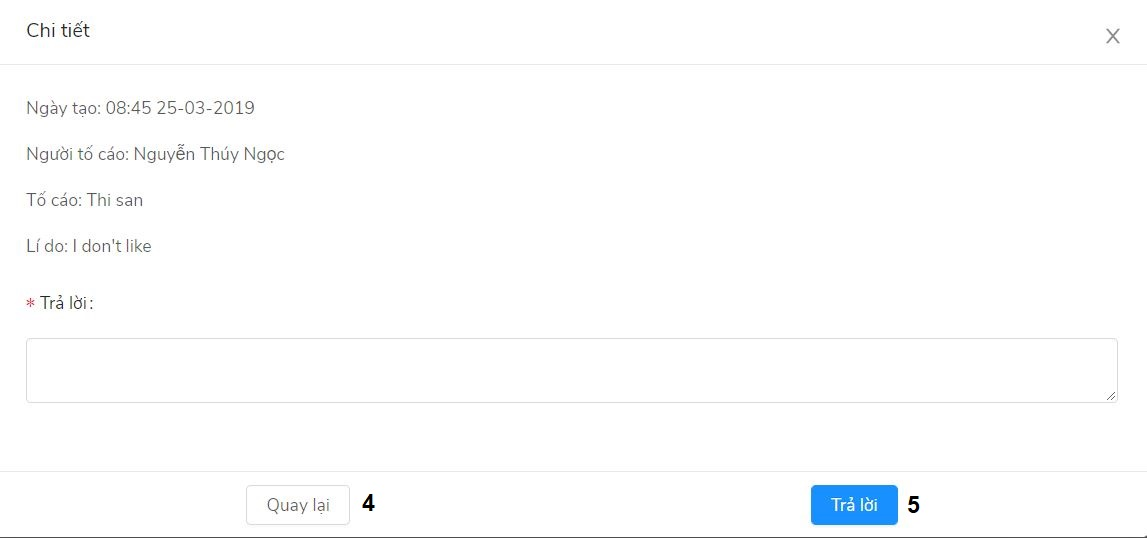 Chi tiết
X
Ngày tạo: 08:45 25-03-2019
Người tố cáo: Nguyễn Thúy Ngọc
Tố cáo: Thi san
Lí do: I don't like
* Trả lời:
Quay lại 4 Trả lời 5